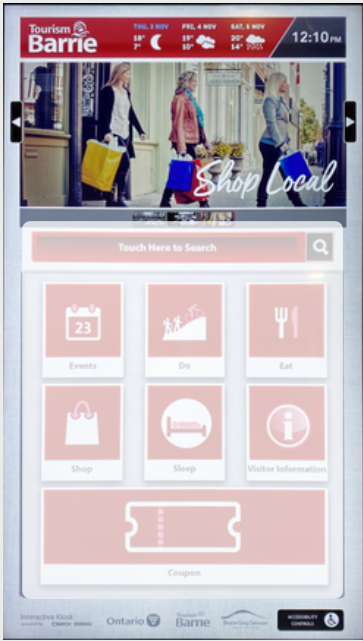 Tourism
Barrie
THU, 3 NOV
18°
7°
FRI, 4 NOV
19°
10°
SAT, 5 NOV
20°
14°
12:10 PM
Shop Local
Touch Here to Search
23
Events
Do
Eat
Shop
Sleep
Visitor Information
Coupon
Interactive Kiosk
Ontario
Tourism
Barrie
ACCESSIBILITY
CONTROLS